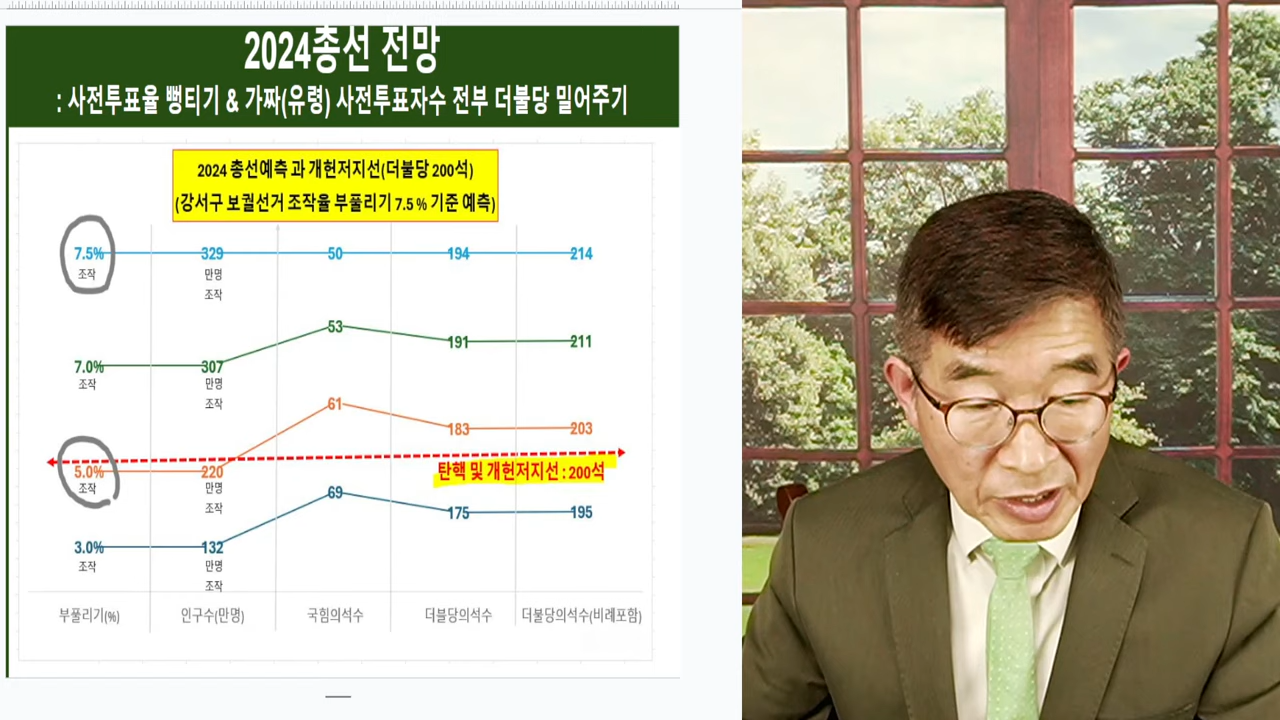 2024총선 전망
: 사전투표율 뻥티기 & 가짜(유령) 사전투표자수 전부 더불당 밀어주기
2024 총선예측 과 개헌저지선(더불당 200석)
(강서구 보궐선거 조작율 부풀리기 7.5 % 기준 예측)
7.5% 329 50 194 214
조작 만명
조작
53
191 211
7.0% 307
조작 만명
조작
61
183 203
5.0% 220
탄핵 및 개헌저지선 : 200석
조작 만명
조작
69
175 195
3.0% 132
조작 만명
조작
부풀리기(%) 인구수(만명) 국힘의석수 더블당의석수 더불당의석수(비례포함)